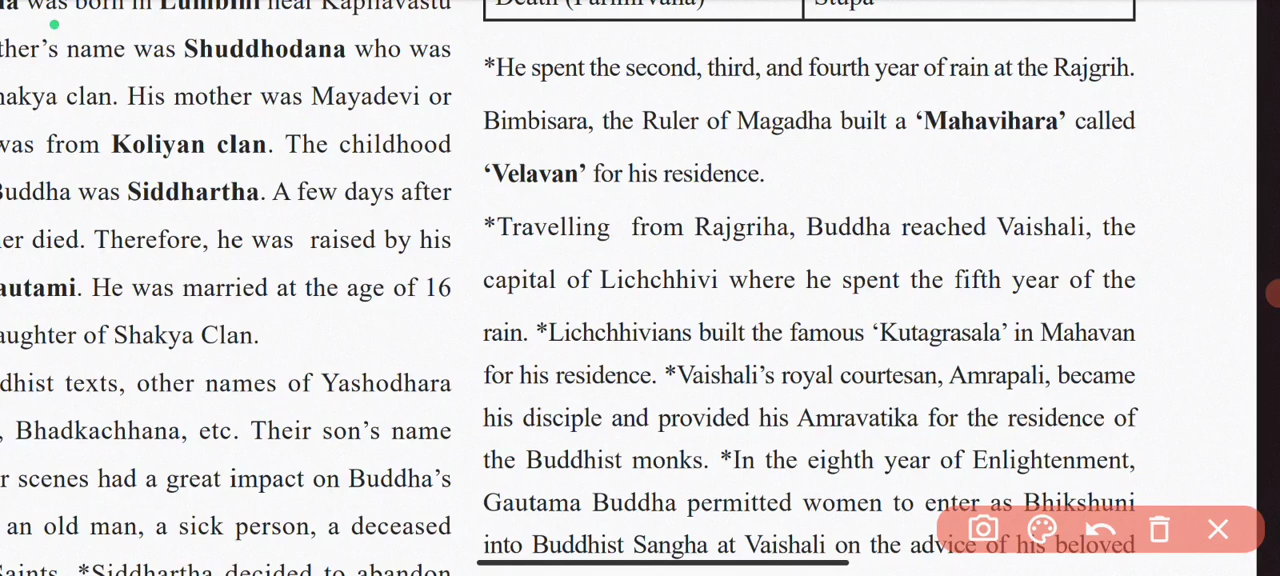 was born in Lumbini near Kapilavastu
ther's name was Shuddhodana who was
hakya clan. His mother was Mayadevi or
was from Koliyan clan. The childhood
Buddha was Siddhartha. A few days after
er died. Therefore, he was raised by his
autami. He was married at the age of 16
aughter of Shakya Clan.
dhist texts, other names of Yashodhara
, Bhadkachhana, etc. Their son's name
r scenes had a great impact on Buddha's
an old man, a sick person, a deceased
Saints. *Siddhartha decided to abandon
Death (Parinirvana) Stupa
*He spent the second, third, and fourth year of rain at the Rajgrih.
Bimbisara, the Ruler of Magadha built a ‘Mahavihara’ called
‘Velavan’ for his residence.
*Travelling from Rajgriha, Buddha reached Vaishali, the
capital of Lichchhivi where he spent the fifth year of the
rain. *Lichchhivians built the famous ‘Kutagrasala’ in Mahavan
for his residence. *Vaishali’s royal courtesan, Amrapali, became
his disciple and provided his Amravatika for the residence of
the Buddhist monks. *In the eighth year of Enlightenment,
Gautama Buddha permitted women to enter as Bhikshuni
into Buddhist Sangha at Vaishali on the advice of his beloved